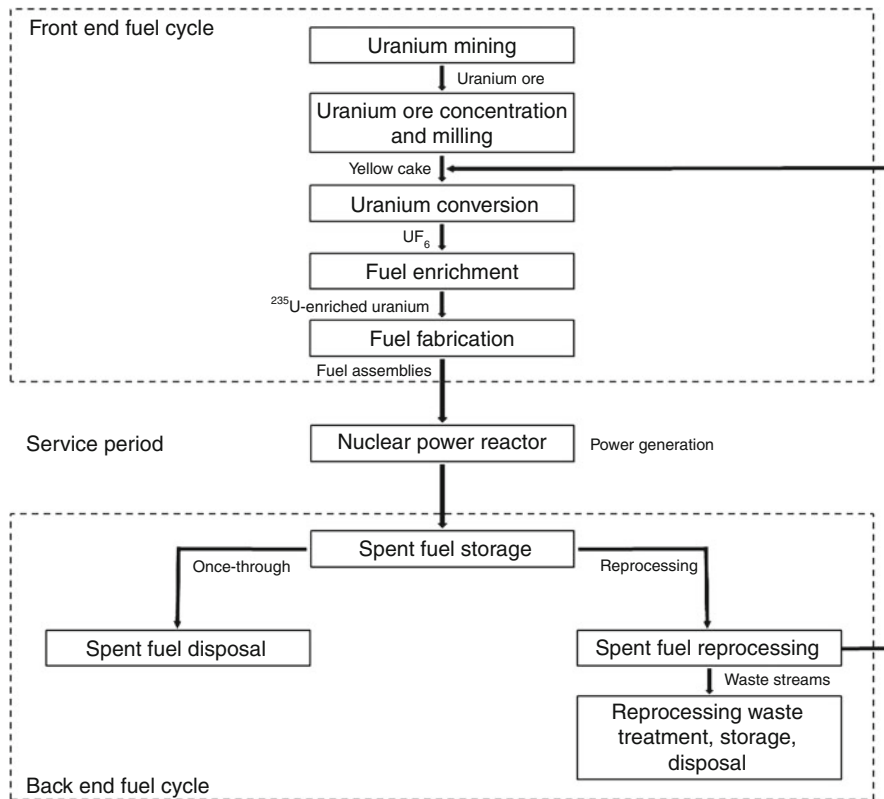 Front end fuel cycle
Uranium mining
Uranium ore
Uranium ore concentration
and milling
Yellow cake
Uranium conversion
UF₆
Fuel enrichment
²³⁵U-enriched uranium
Fuel fabrication
Fuel assemblies
Service period
Nuclear power reactor
Power generation
Spent fuel storage
Once-through
Reprocessing
Spent fuel disposal
Spent fuel reprocessing
Waste streams
Reprocessing waste
treatment, storage,
disposal
Back end fuel cycle